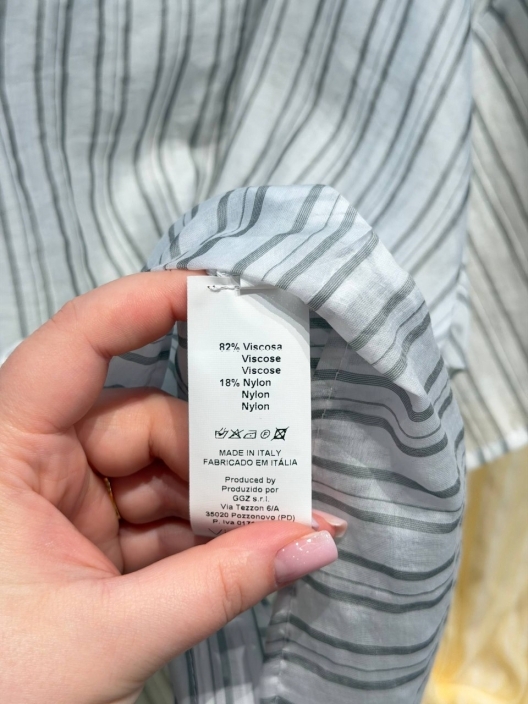 82% Viscosa
Viscose
Viscose
18% Nylon
Nylon
Nylon
MADE IN ITALY
FABRICADO EM ITÁLIA
Produced by
Produzido por
GGZ s.r.l.
Via Tezzon 6/A
35020 Pozzonovo (PD)
P. Iva